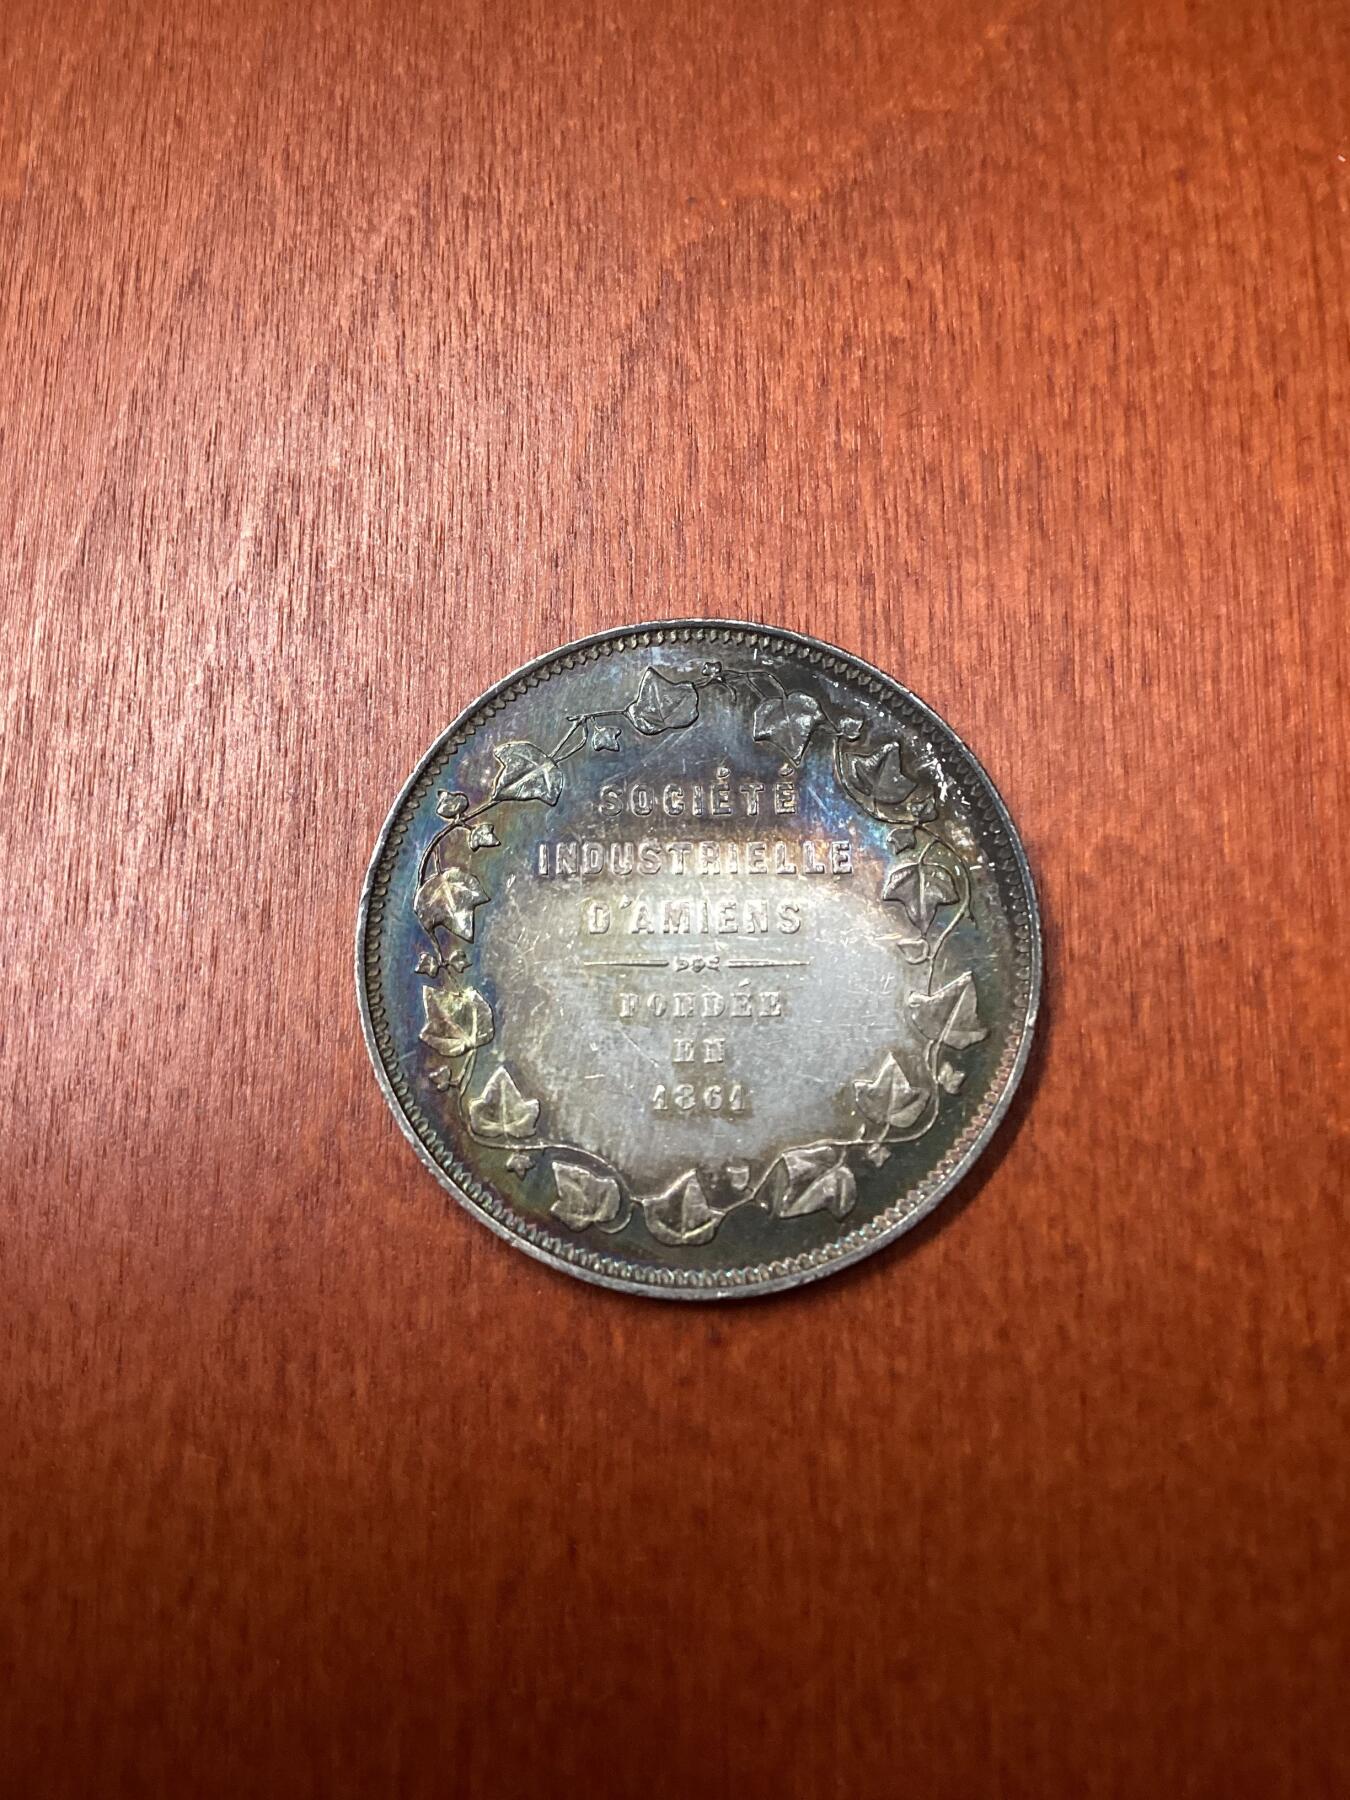 SOCIÉTÉ
INDUSTRIELLE
D'AMIENS
FONDÉE
EN
1861